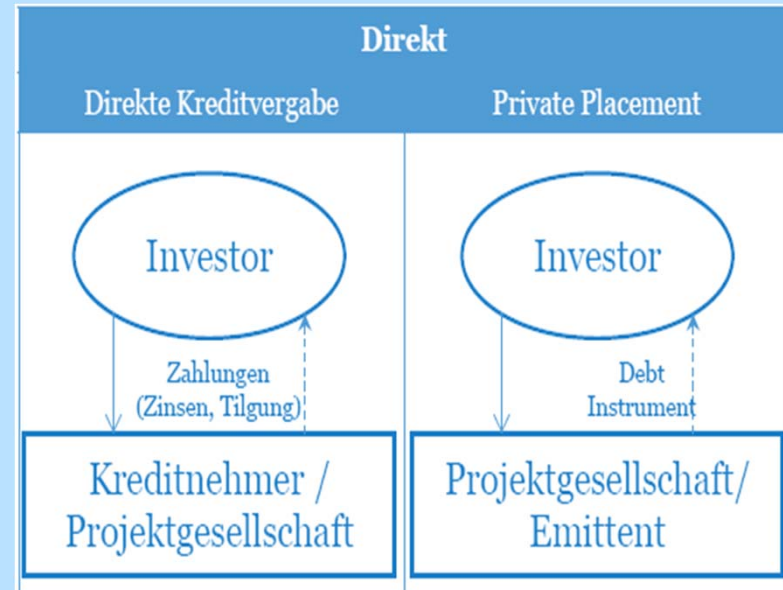 Direkt
Direkte Kreditvergabe
Private Placement
Investor
Investor
Zahlungen
(Zinsen, Tilgung)
Debt
Instrument
Kreditnehmer /
Projektgesellschaft
Projektgesellschaft/
Emittent